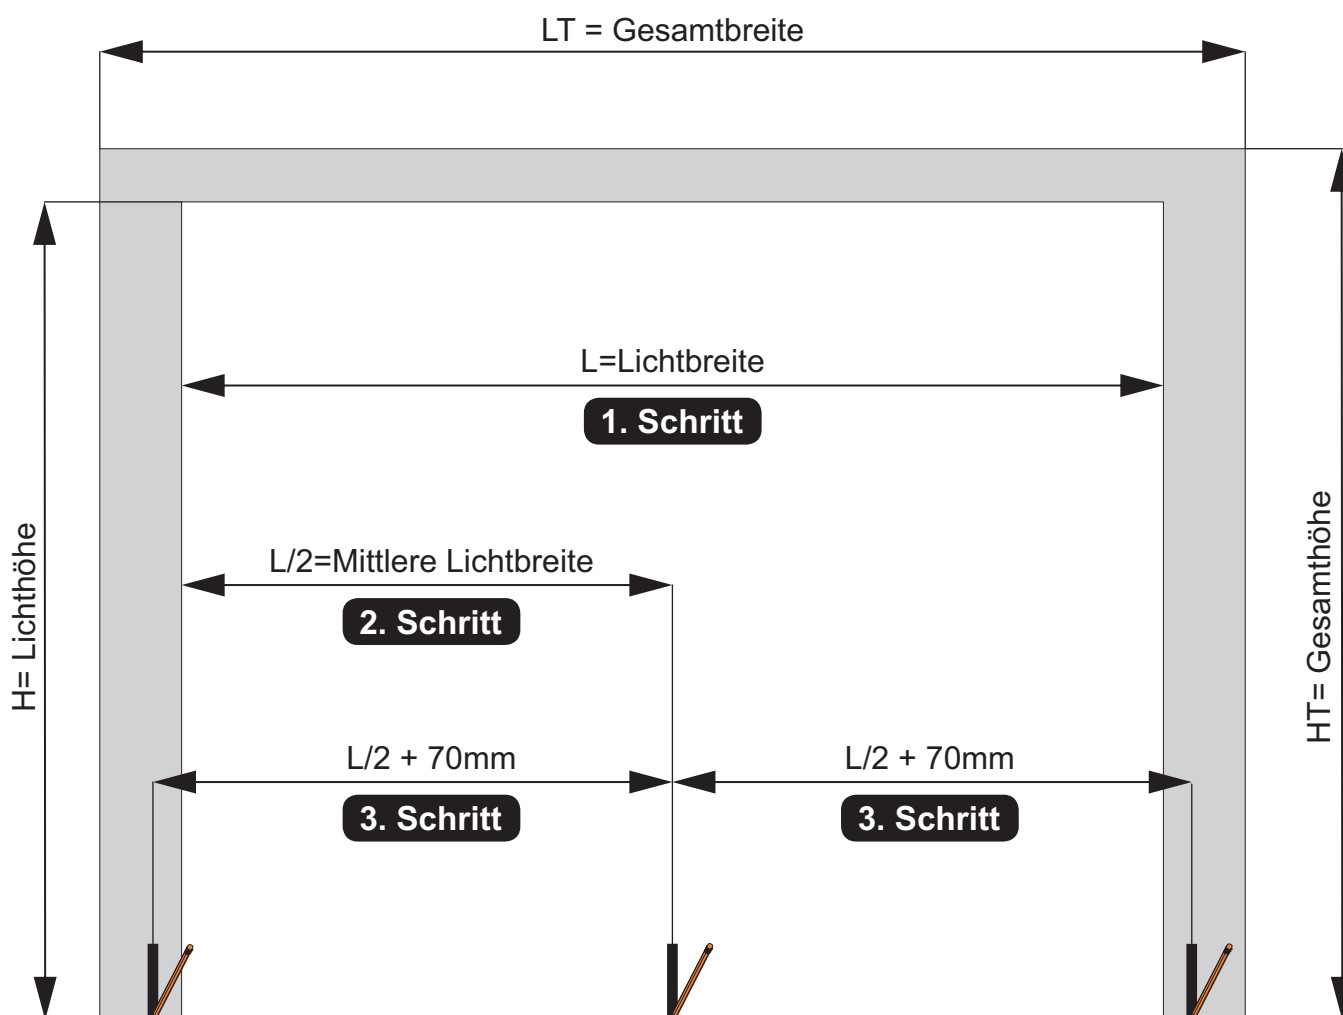 LT = Gesamtbreite
L=Lichtbreite
1. Schritt
H= Lichthöhe
HT= Gesamthöhe
L/2=Mittlere Lichtbreite
2. Schritt
L/2 + 70mm
L/2 + 70mm
3. Schritt
3. Schritt